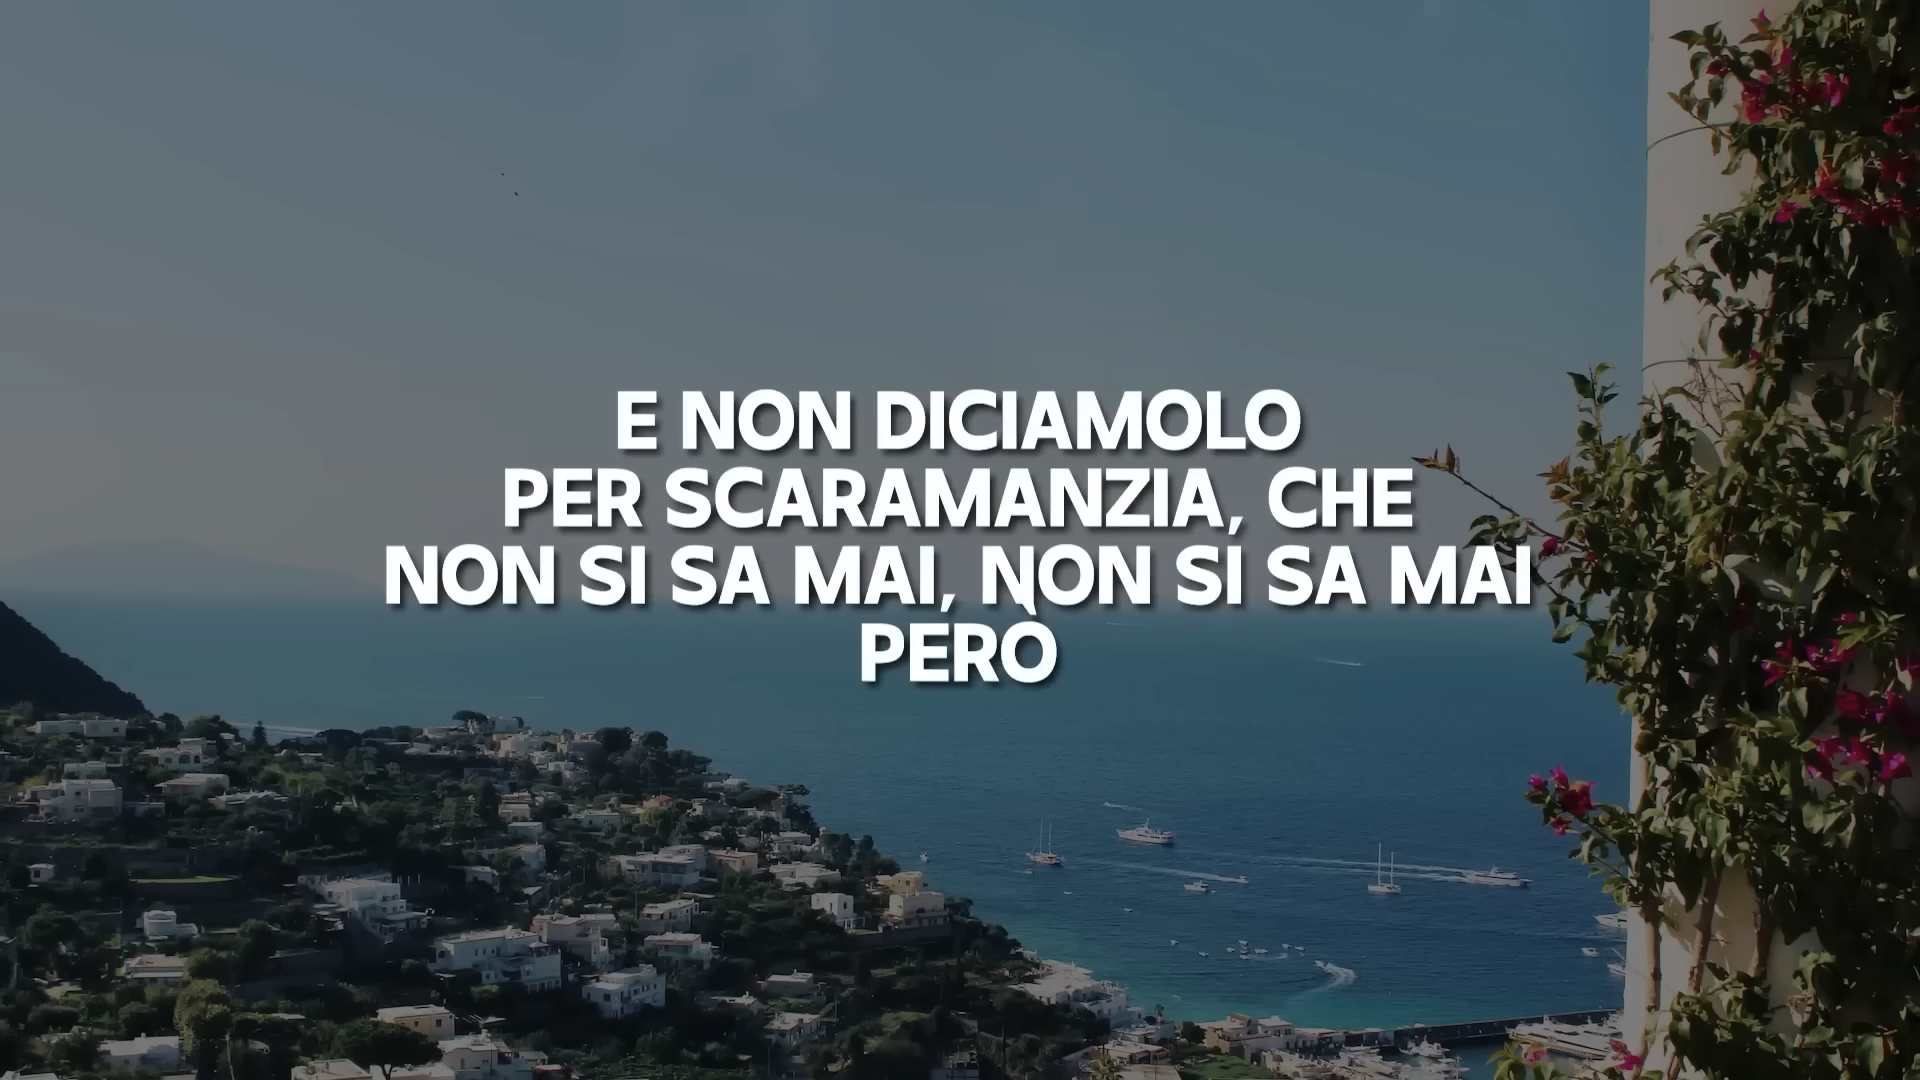 E NON DICIAMOLO
PER SCARAMANZIA, CHE
NON SI SA MAI, NON SI SA MAI
PERÒ